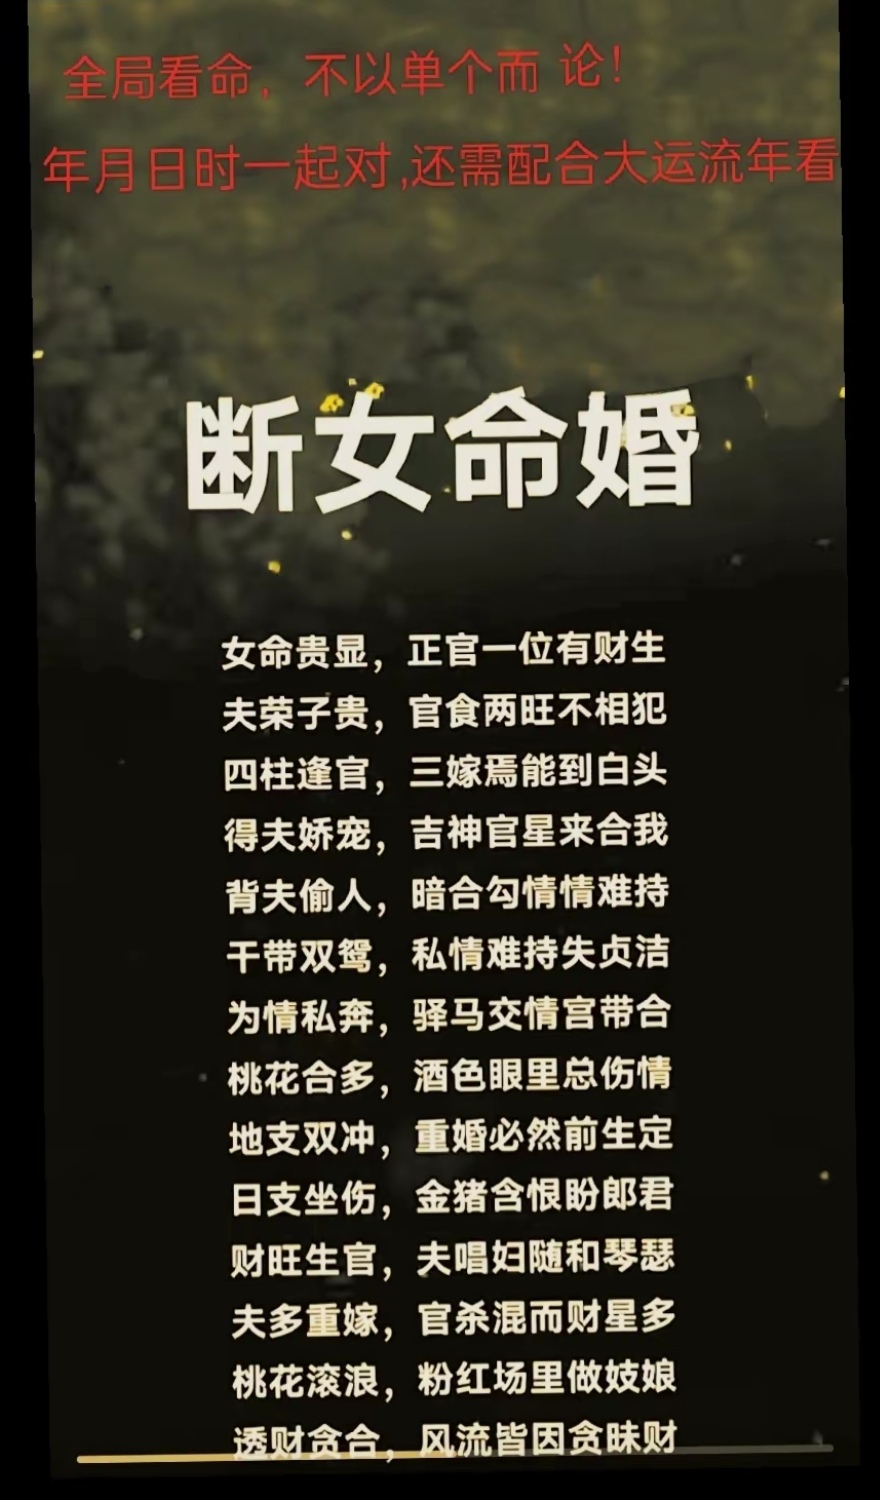 全局看命，不以单个而 论！
年月日时一起对,还需配合大运流年看
断女命婚
女命贵显，正官一位有财生
夫荣子贵，官食两旺不相犯
四柱逢官，三嫁焉能到白头
得夫娇宠，吉神官星来合我
背夫偷人，暗合勾情情难持
干带双鸳，私情难持失贞洁
为情私奔，驿马交情宫带合
桃花合多，酒色眼里总伤情
地支双冲，重婚必然前生定
日支坐伤，金猪含恨盼郎君
财旺生官，夫唱妇随和琴瑟
夫多重嫁，官杀混而财星多
桃花滚浪，粉红场里做妓娘
透财贪合，风流皆因贪昧财